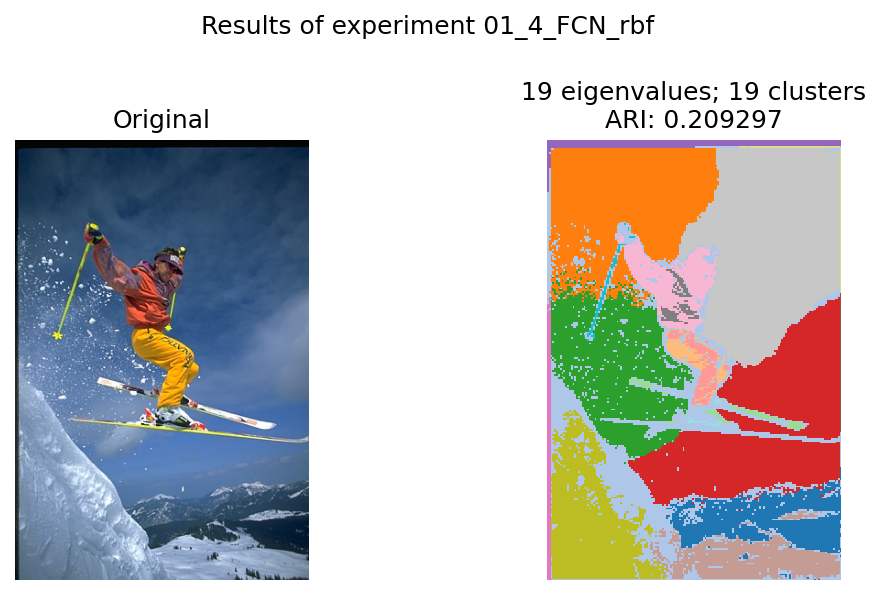 Results of experiment 01_4_FCN_rbf
Original
19 eigenvalues; 19 clusters
ARI: 0.209297